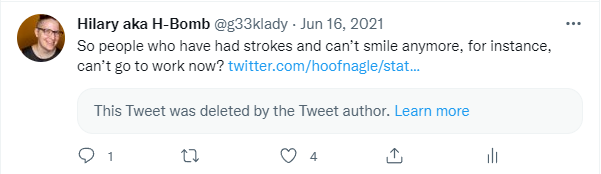 Hilary aka H-Bomb @g33klady · Jun 16, 2021
So people who have had strokes and can’t smile anymore, for instance,
can’t go to work now? twitter.com/hoofnagle/stat...
This Tweet was deleted by the Tweet author. Learn more
1 4